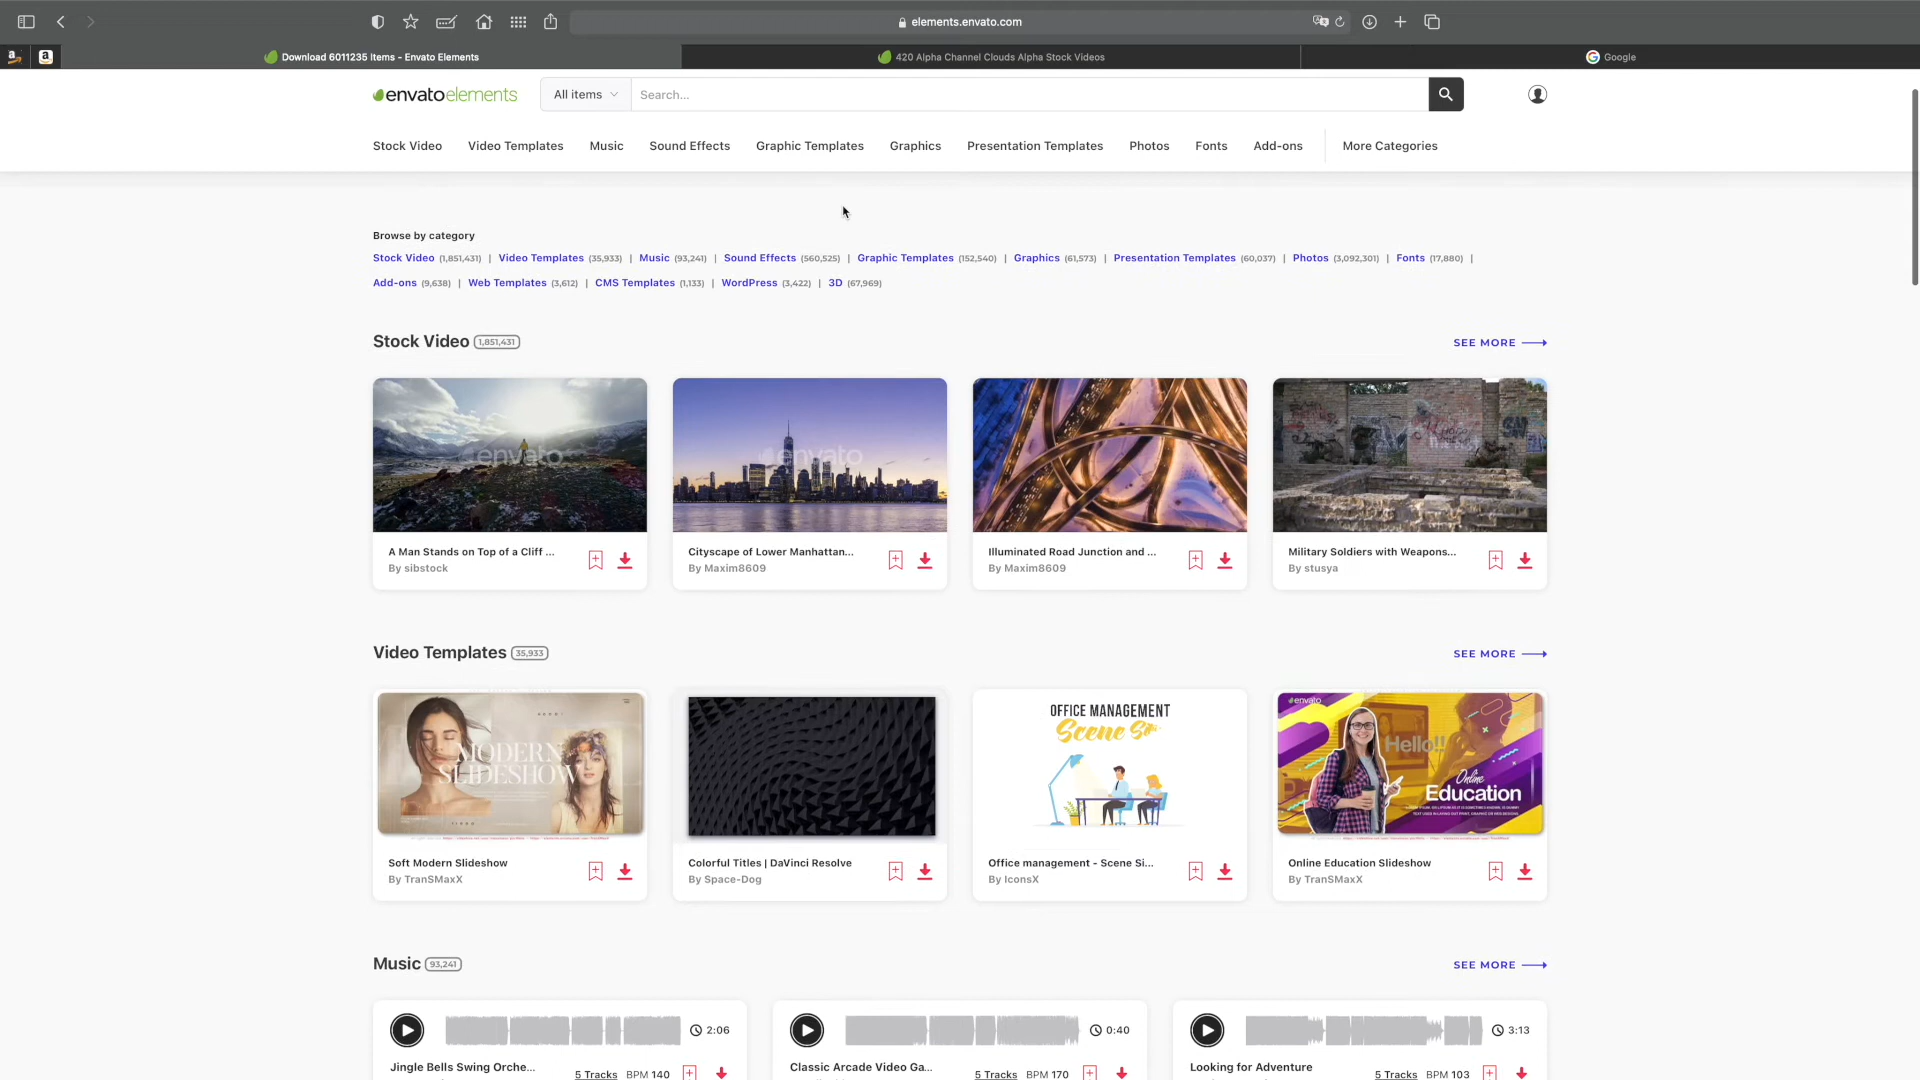 elements.envato.com
Download 6011235 Items - Envato Elements
420 Alpha Channel Clouds Alpha Stock Videos
Google
envatoelements
All items
Search...
Stock Video
Video Templates
Music
Sound Effects
Graphic Templates
Graphics
Presentation Templates
Photos
Fonts
Add-ons
More Categories
Browse by category
Stock Video (1,851,431) | Video Templates (35,933) | Music (93,241) | Sound Effects (560,525) | Graphic Templates (152,540) | Graphics (61,573) | Presentation Templates (60,037) | Photos (3,092,301) | Fonts (17,880) |
Add-ons (9,638) | Web Templates (3,612) | CMS Templates (1,133) | WordPress (3,422) | 3D (67,969)
Stock Video 1,851,431
SEE MORE
envato
envato
A Man Stands on Top of a Cliff ...
By sibstock
Cityscape of Lower Manhattan...
By Maxim8609
Illuminated Road Junction and ...
By Maxim8609
Military Soldiers with Weapons...
By stusya
Video Templates 35,933
SEE MORE
MODERN
SLIDESHOW
OFFICE MANAGEMENT
envato
Hello!!
Online
Education
Soft Modern Slideshow
By TranSMaxX
Colorful Titles | DaVinci Resolve
By Space-Dog
Office management - Scene Si...
By IconsX
Online Education Slideshow
By TranSMaxX
Music 93,241
SEE MORE
2:06
0:40
3:13
Jingle Bells Swing Orche...
5 Tracks BPM 140
Classic Arcade Video Ga...
5 Tracks BPM 170
Looking for Adventure
5 Tracks BPM 103